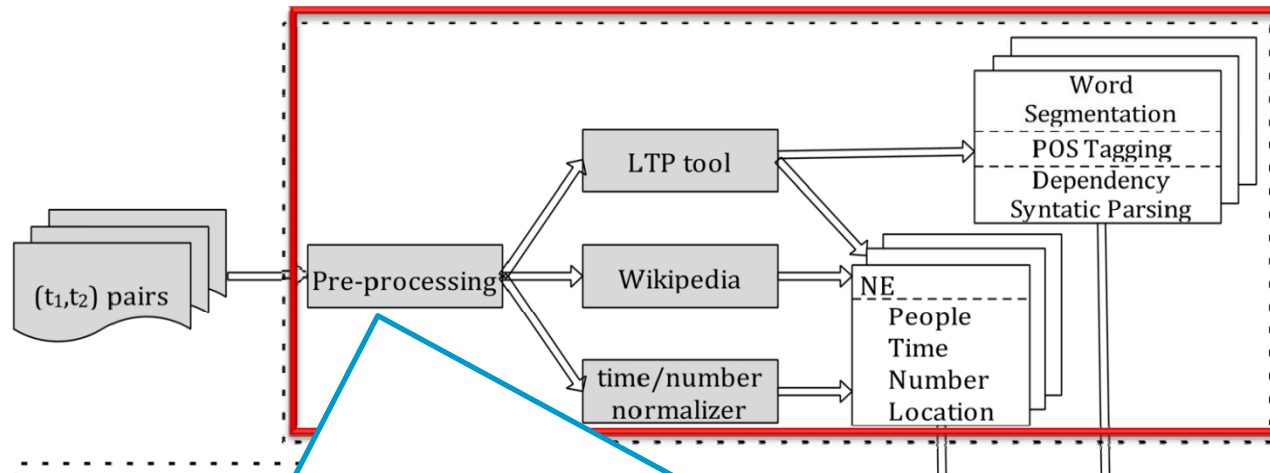 (t₁,t₂) pairs
Pre-processing
LTP tool
Wikipedia
time/number
normalizer
Word
Segmentation
POS Tagging
Dependency
Syntatic Parsing
NE
People
Time
Number
Location